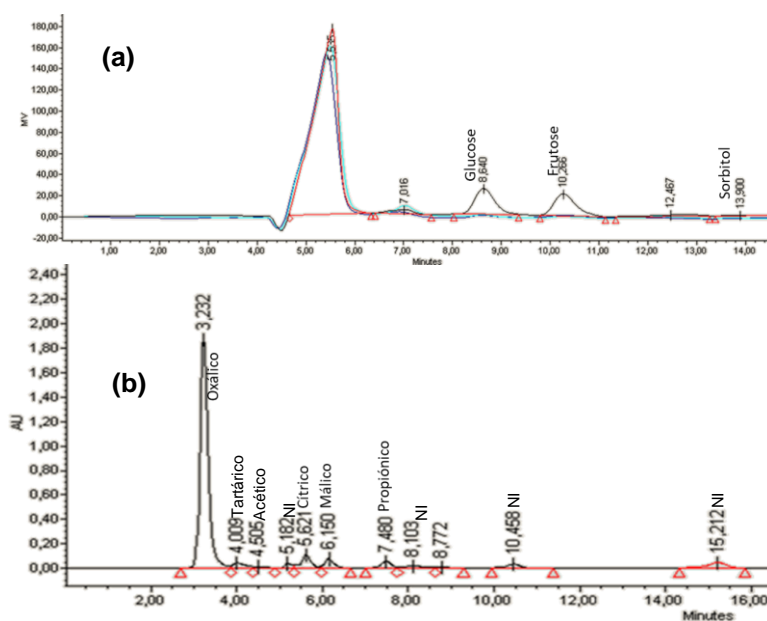 180,00
160,00
140,00
120,00
100,00
80,00
60,00
40,00
20,00
0,00
-20,00
MV
(a)
7,016
Glucose
8,640
Frutose
10,266
12,467
Sorbitol
13,900
1,00 2,00 3,00 4,00 5,00 6,00 7,00 8,00 9,00 10,00 11,00 12,00 13,00 14,00
Minutes
2,40
2,20
2,00
1,80
1,60
1,40
1,20
1,00
0,80
0,60
0,40
0,20
0,00
AU
(b)
3,232
Oxálico
4,009 Tartárico
4,505 Acético
5,182 NI
5,621 Cítrico
6,150 Málico
7,480 Propiónico
8,103 NI
8,772
10,458 NI
15,212 NI
2,00 4,00 6,00 8,00 10,00 12,00 14,00 16,00
Minutes